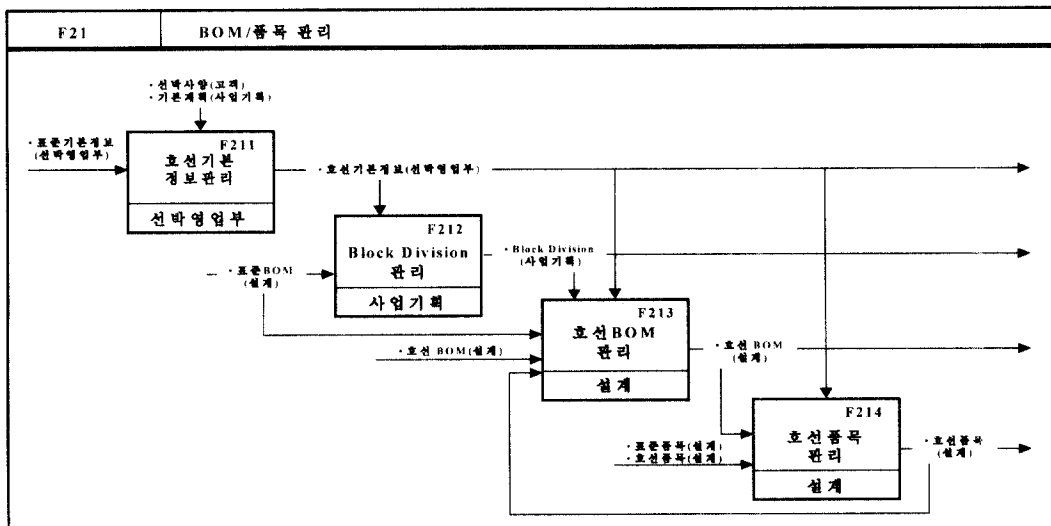 F21 BOM/품목 관리
· 선박사양(고객)
· 기본계획(사업기획)
· 표준기본정보
(선박영업부)
F211
호선기본
정보관리
선박영업부
· 호선기본정보(선박영업부)
F212
Block Division
관리
사업기획
· 표준BOM
(설계)
· Block Division
(사업기획)
F213
호선BOM
관리
설계
· 호선 BOM(설계)
· 호선 BOM
(설계)
F214
호선품목
관리
설계
· 표준품목(설계)
· 호선품목(설계)
· 호선품목
(설계)